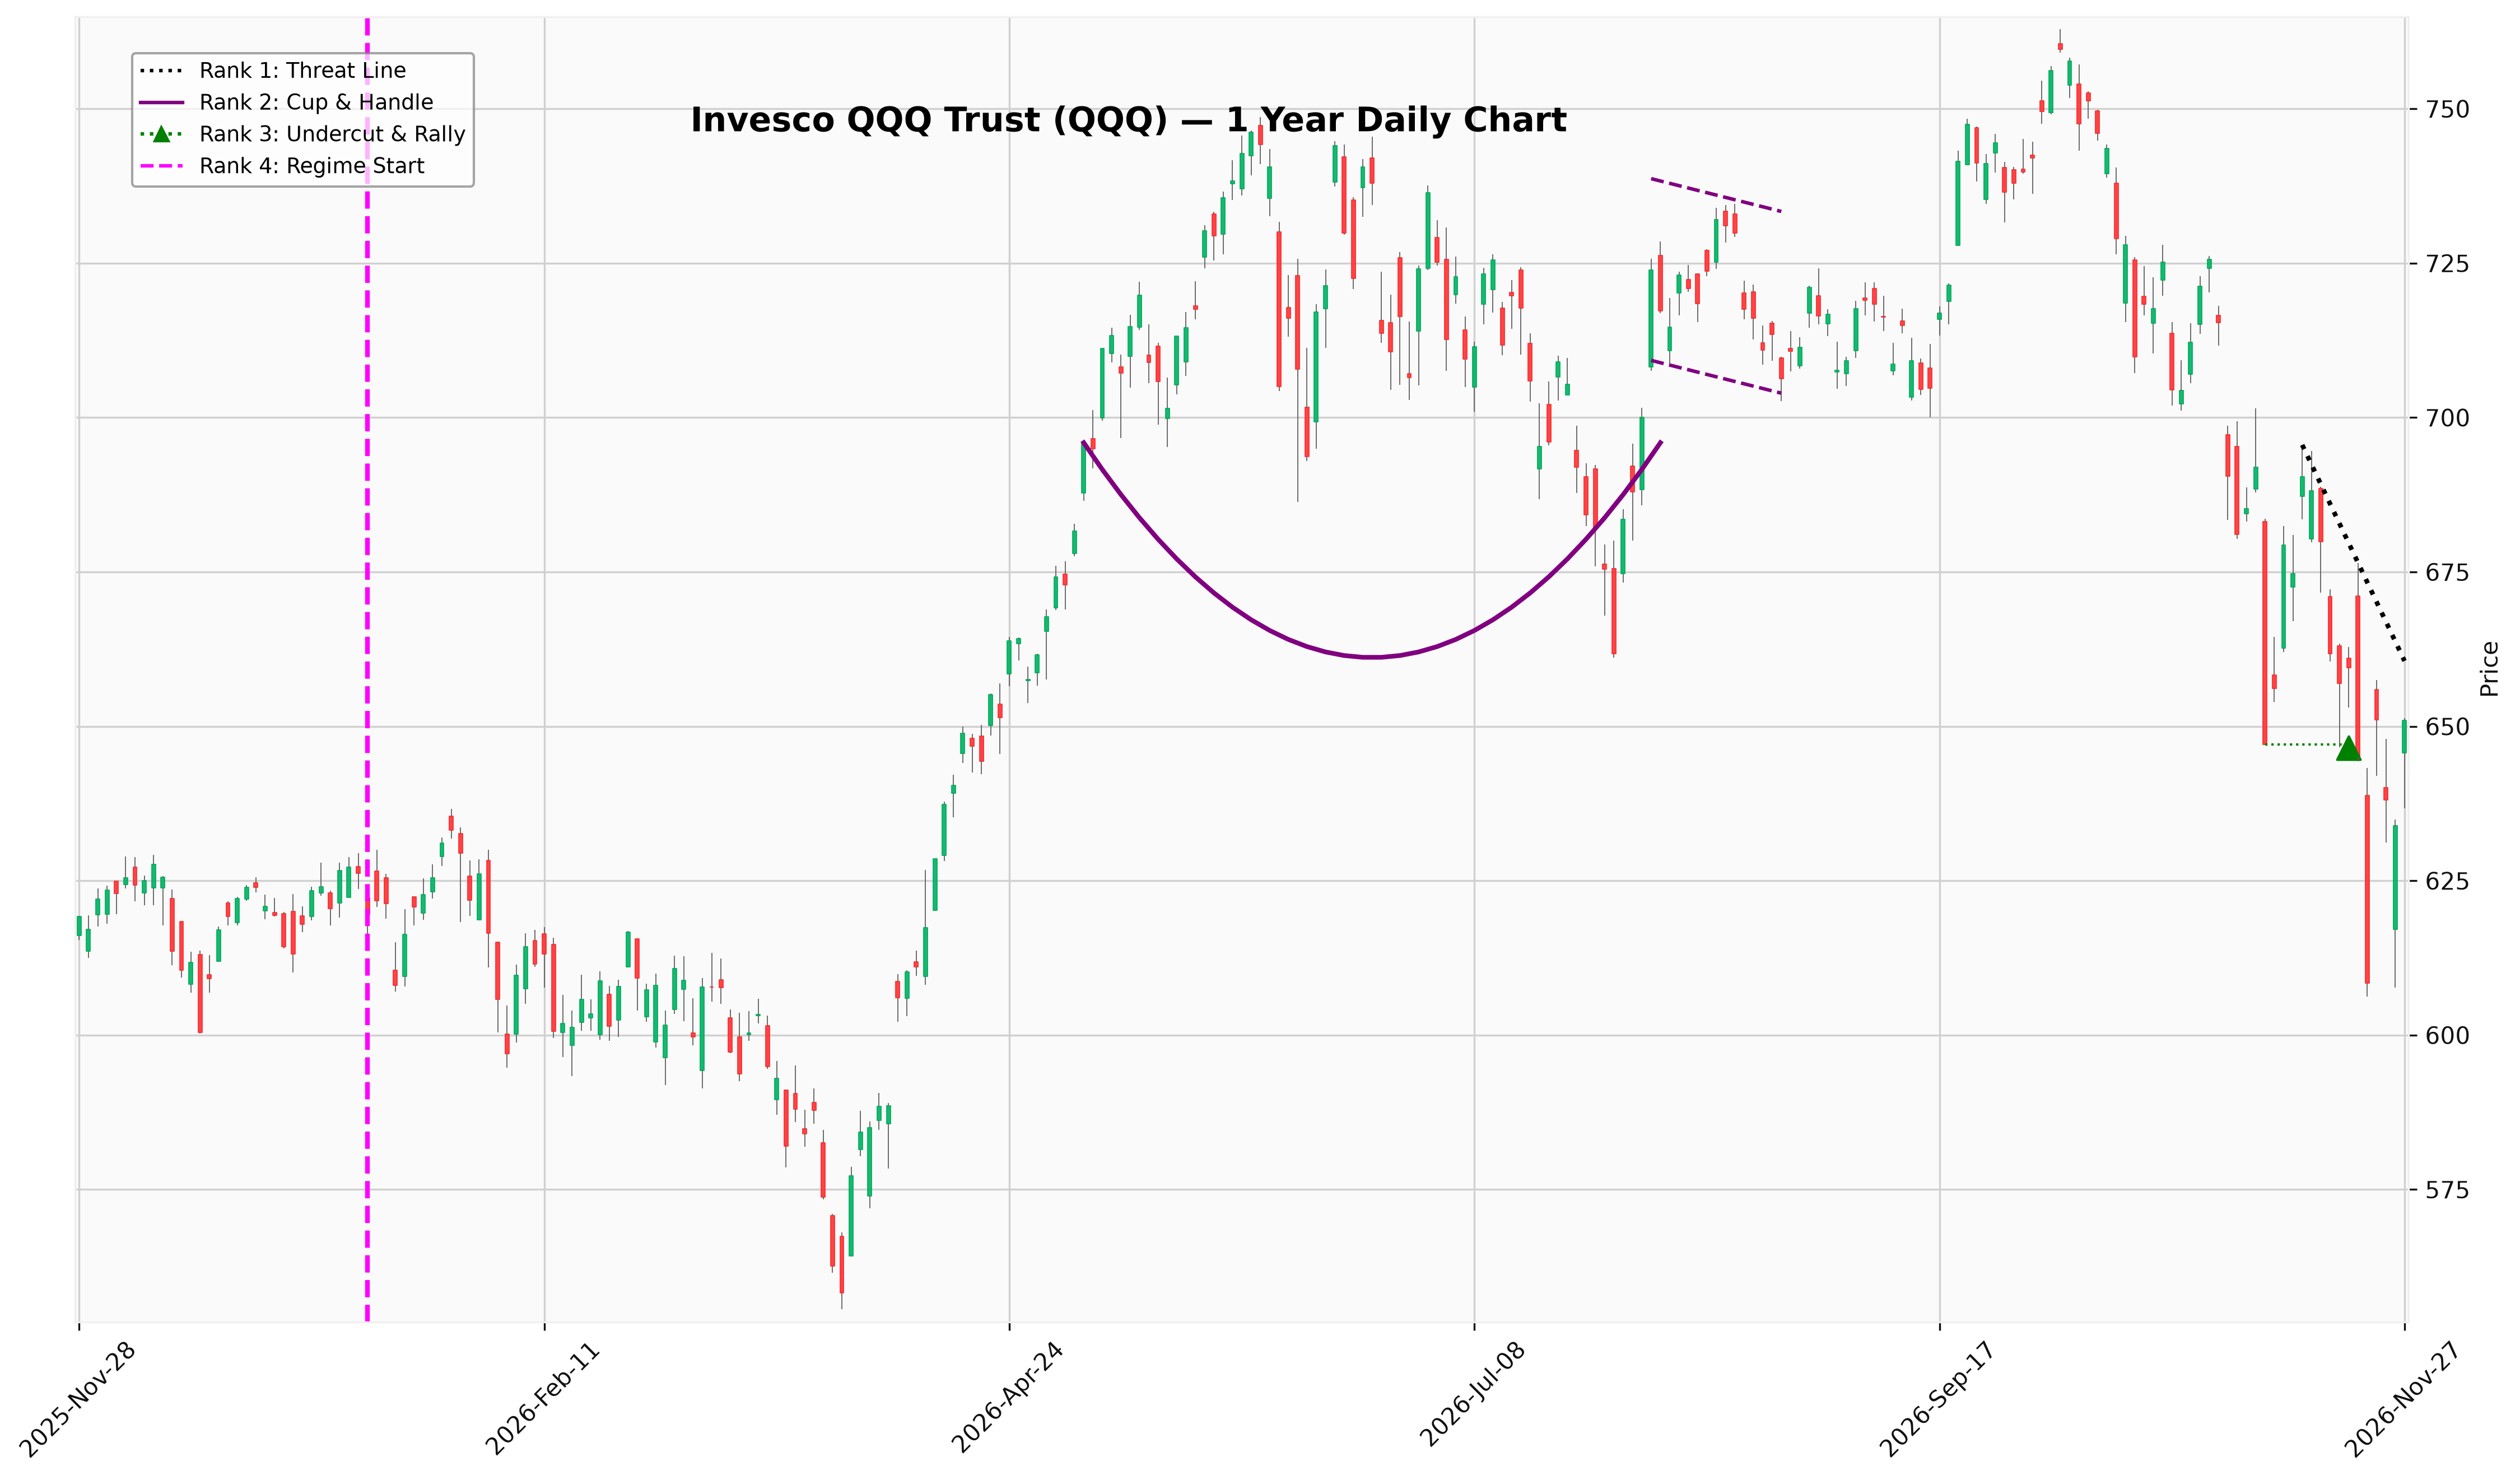 Invesco QQQ Trust (QQQ) — 1 Year Daily Chart
Rank 1: Threat Line
Rank 2: Cup & Handle
Rank 3: Undercut & Rally
Rank 4: Regime Start
750
725
700
675
650
625
600
575
Price
2025-Nov-28
2026-Feb-11
2026-Apr-24
2026-Jul-08
2026-Sep-17
2026-Nov-27